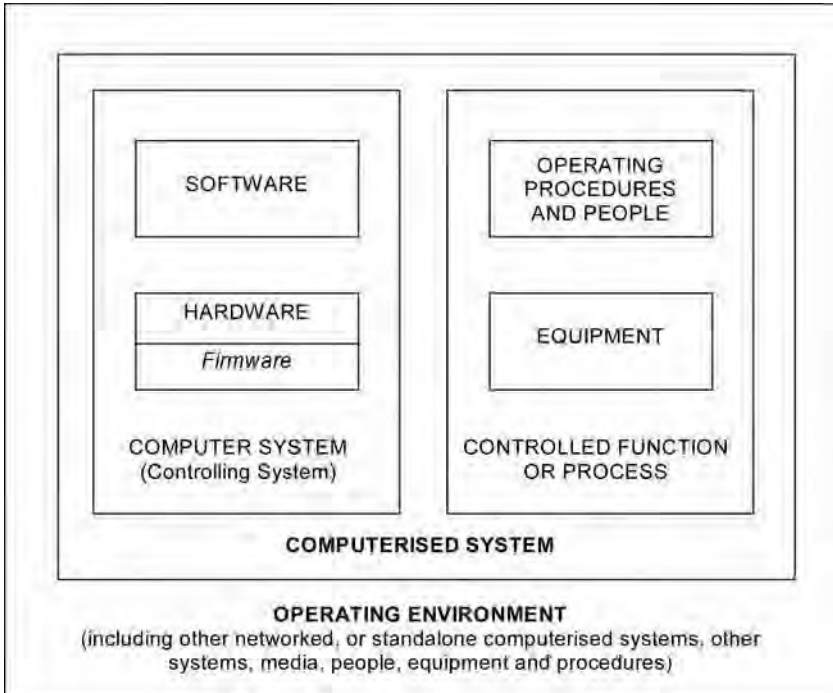 SOFTWARE
HARDWARE
Firmware
COMPUTER SYSTEM
(Controlling System)
OPERATING
PROCEDURES
AND PEOPLE
EQUIPMENT
CONTROLLED FUNCTION
OR PROCESS
COMPUTERISED SYSTEM
OPERATING ENVIRONMENT
(including other networked, or standalone computerised systems, other
systems, media, people, equipment and procedures)